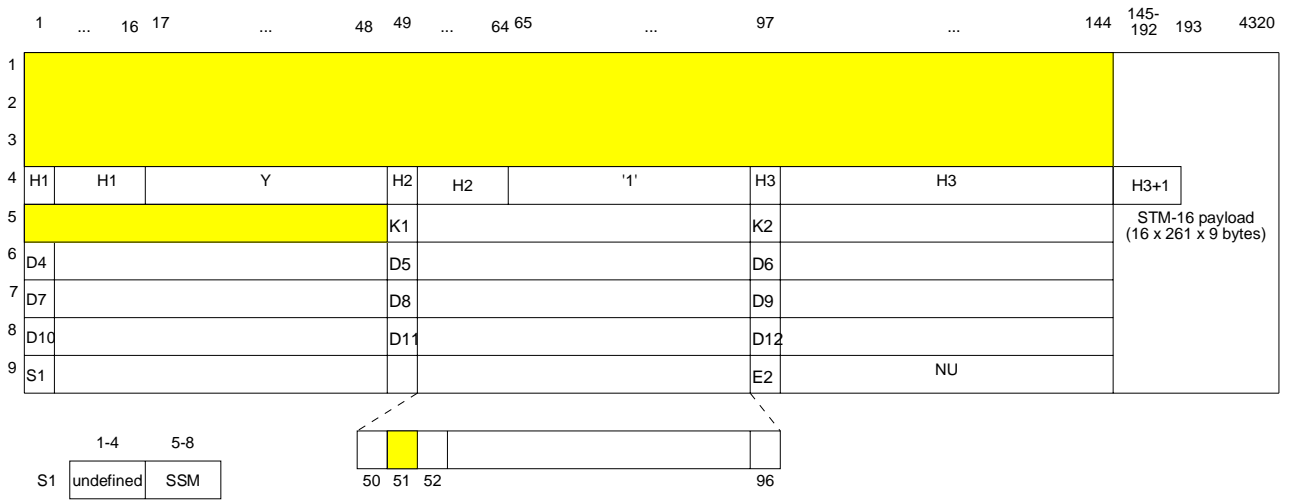 1 ... 16 17 ... 48 49 ... 64 65 ... 97 ... 144 145-192 193 4320
1
2
3
4 H1 H1 Y H2 H2 '1' H3 H3 H3+1
5 K1 K2 STM-16 payload
(16 x 261 x 9 bytes)
6 D4 D5 D6
7 D7 D8 D9
8 D10 D11 D12
9 S1 E2 NU
1-4 5-8
S1 undefined SSM
50 51 52 96